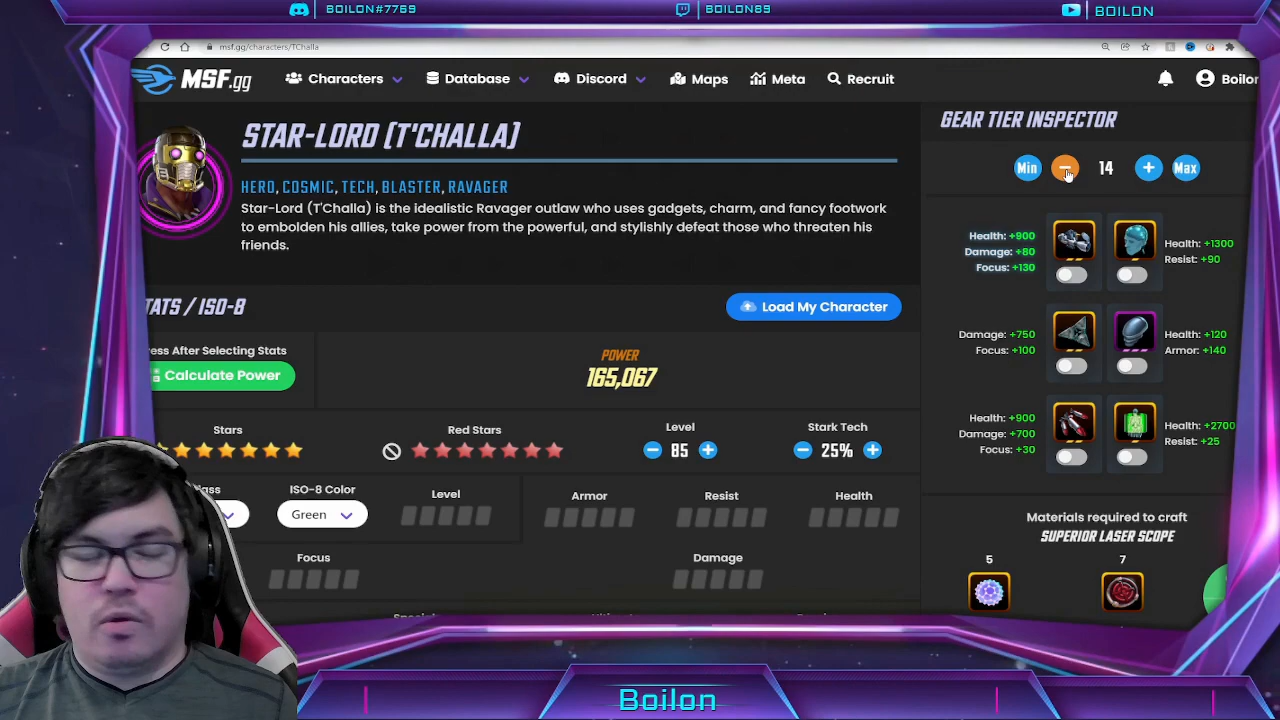 BOILON#7769
BOILON89
BOILON
msf.gg/characters/TChalla
MSF.gg
Characters
Database
Discord
Maps
Meta
Recruit
Boilon
STAR-LORD (T'CHALLA)
HERO, COSMIC, TECH, BLASTER, RAVAGER
Star-Lord (T'Challa) is the idealistic Ravager outlaw who uses gadgets, charm, and fancy footwork
to embolden his allies, take power from the powerful, and stylishly defeat those who threaten his
friends.
GEAR TIER INSPECTOR
Min
14
Max
Health: +900
Damage: +80
Focus: +130
Health: +1300
Resist: +90
Damage: +750
Focus: +100
Health: +120
Armor: +140
Health: +900
Damage: +700
Focus: +30
Health: +2700
Resist: +25
Materials required to craft
SUPERIOR LASER SCOPE
5
7
TATS / ISO-8
Load My Character
ress After Selecting Stats
Calculate Power
POWER
165,067
Stars
Red Stars
Level
85
Stark Tech
25%
ISO-8 Color
Green
Level
Armor
Resist
Health
Focus
Damage
Boilon